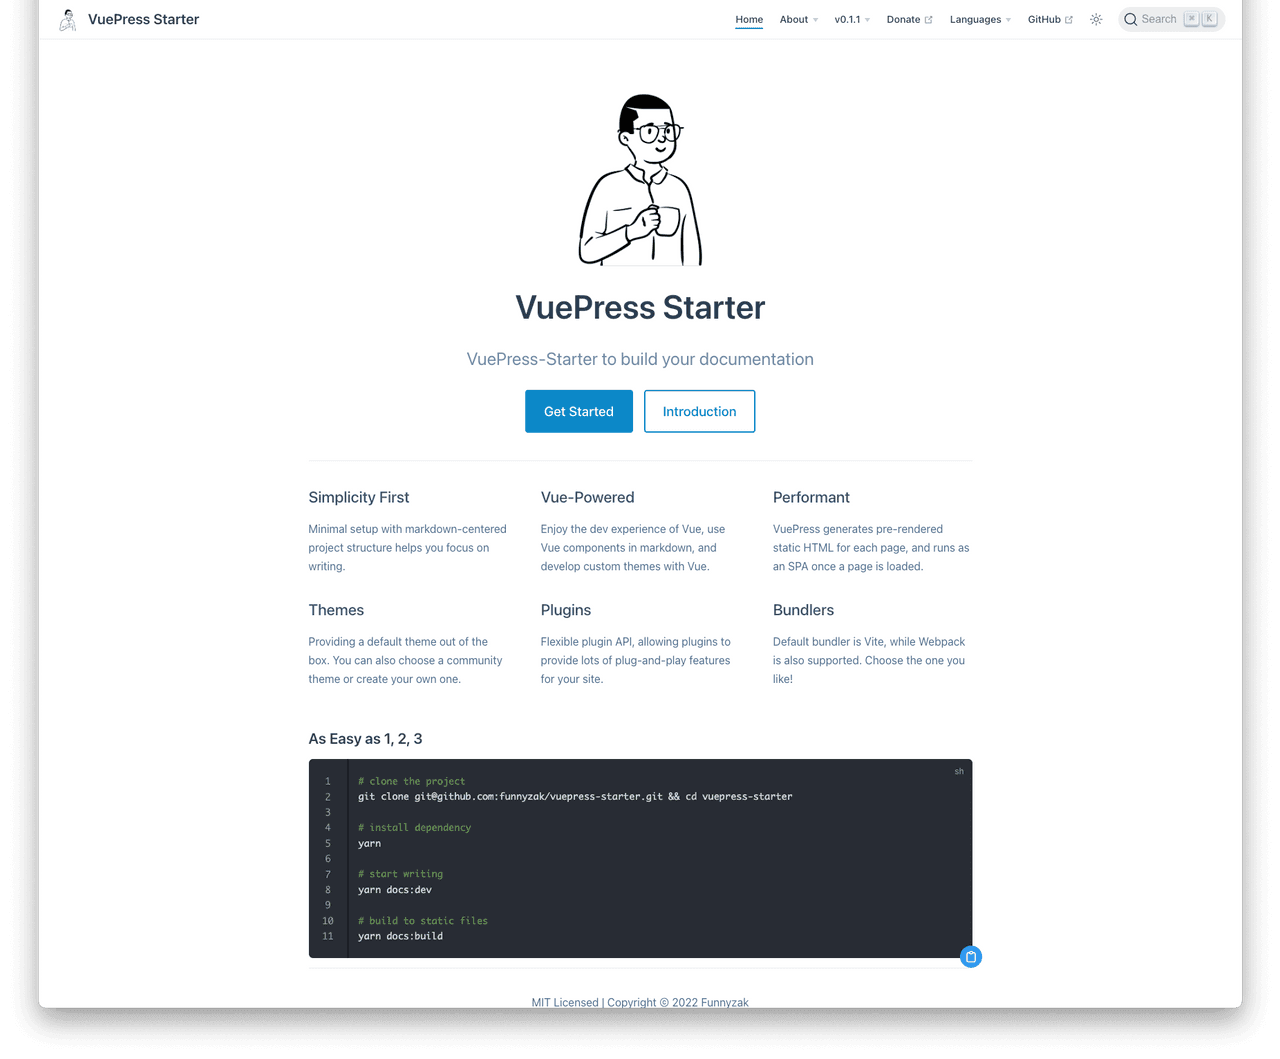 VuePress Starter
Home About v0.1.1 Donate Languages GitHub Search ⌘ K
VuePress Starter
VuePress-Starter to build your documentation
Get Started Introduction
Simplicity First
Minimal setup with markdown-centered
project structure helps you focus on
writing.
Vue-Powered
Enjoy the dev experience of Vue, use
Vue components in markdown, and
develop custom themes with Vue.
Performant
VuePress generates pre-rendered
static HTML for each page, and runs as
an SPA once a page is loaded.
Themes
Providing a default theme out of the
box. You can also choose a community
theme or create your own one.
Plugins
Flexible plugin API, allowing plugins to
provide lots of plug-and-play features
for your site.
Bundlers
Default bundler is Vite, while Webpack
is also supported. Choose the one you
like!
As Easy as 1, 2, 3
sh
1 # clone the project
2 git clone git@github.com:funnyzak/vuepress-starter.git && cd vuepress-starter
3
4 # install dependency
5 yarn
6
7 # start writing
8 yarn docs:dev
9
10 # build to static files
11 yarn docs:build
MIT Licensed | Copyright © 2022 Funnyzak